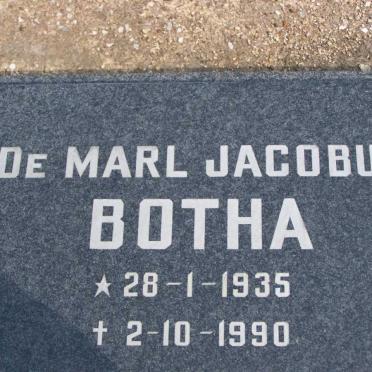 De MARL JACOBU
BOTHA
★ 28-1-1935
✝ 2-10-1990